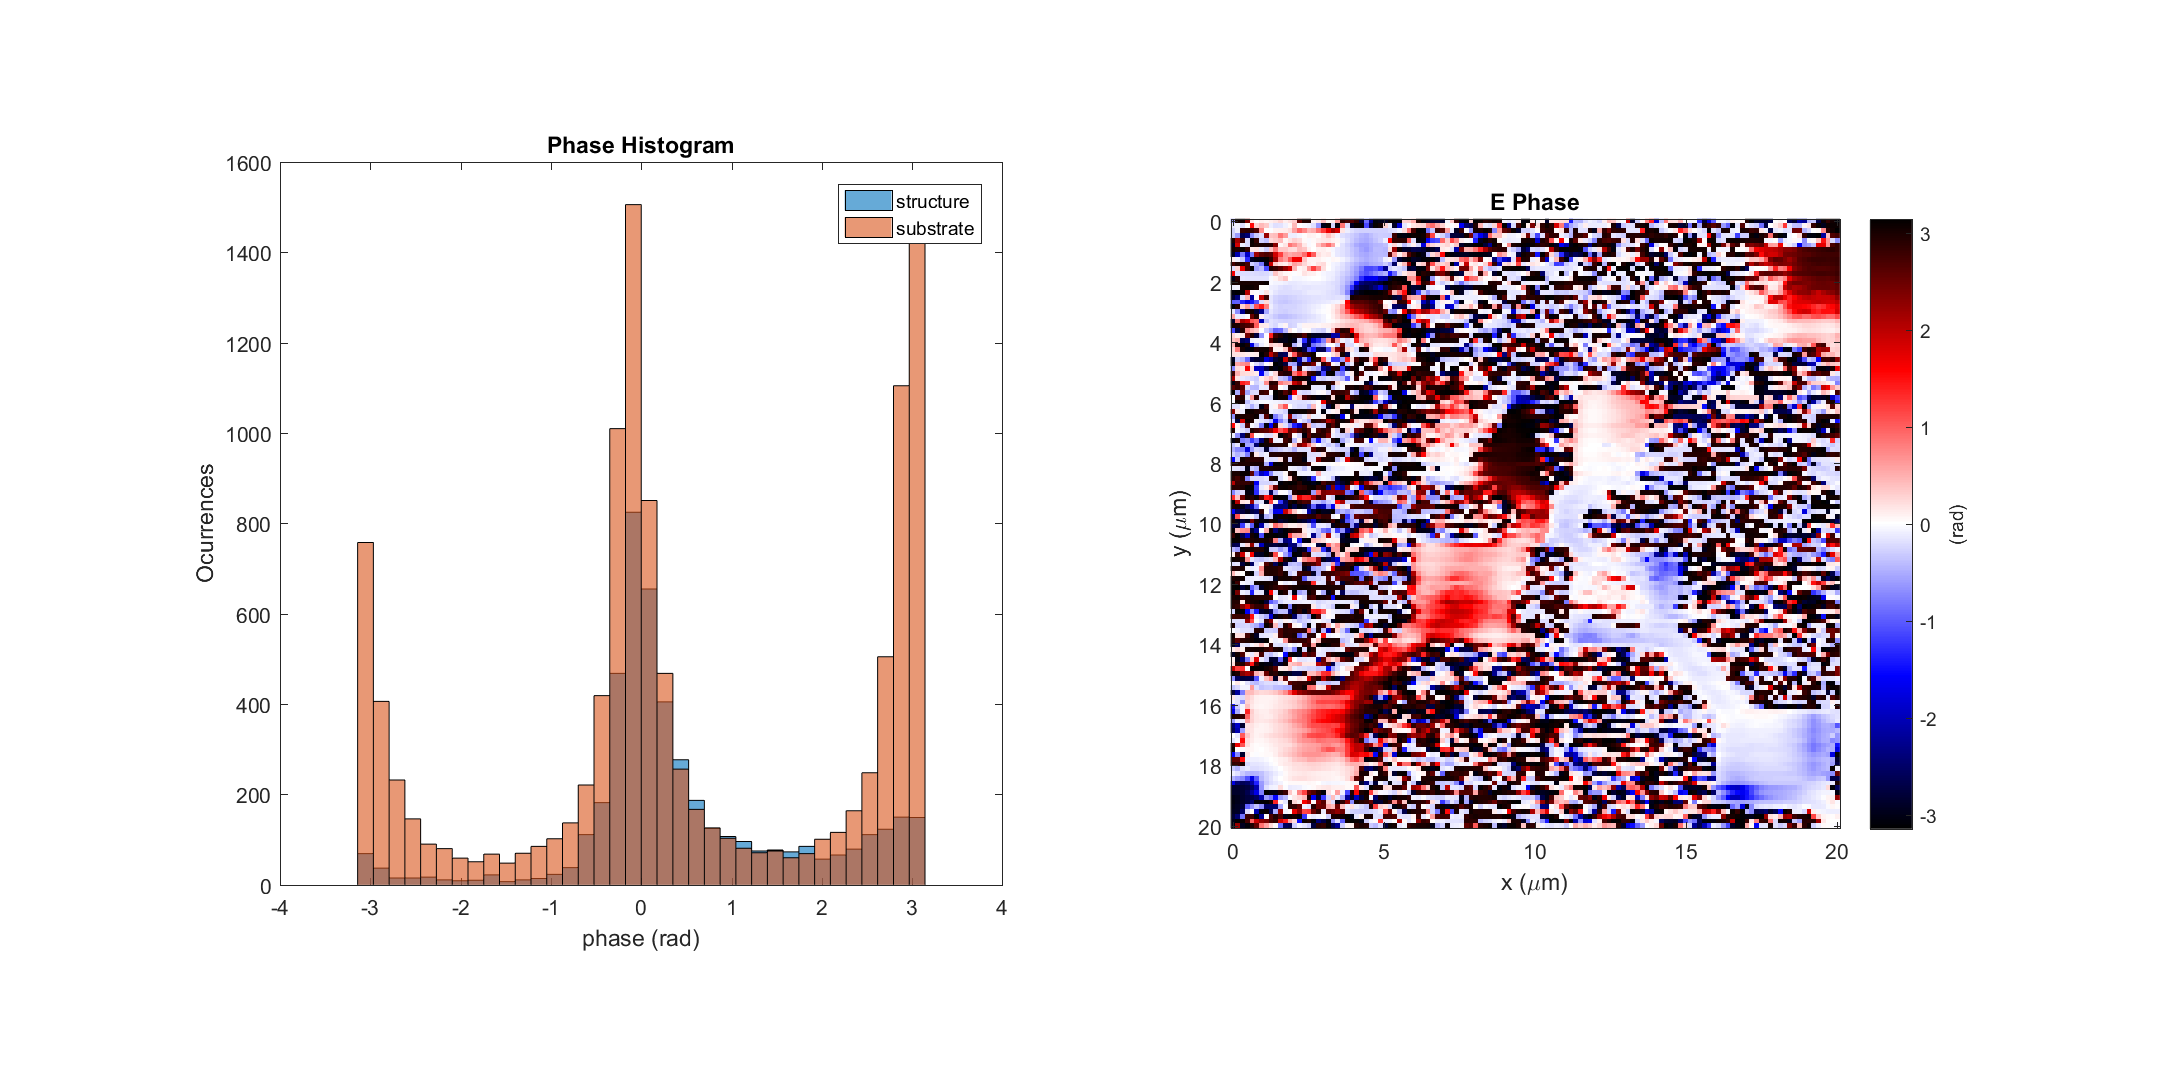 Phase Histogram
1600
1400
1200
1000
800
600
400
200
0
Ocurrences
-4 -3 -2 -1 0 1 2 3 4
phase (rad)
structure
substrate
E Phase
0
2
4
6
8
10
12
14
16
18
20
y (μm)
0 5 10 15 20
x (μm)
3
2
1
0
-1
-2
-3
(rad)